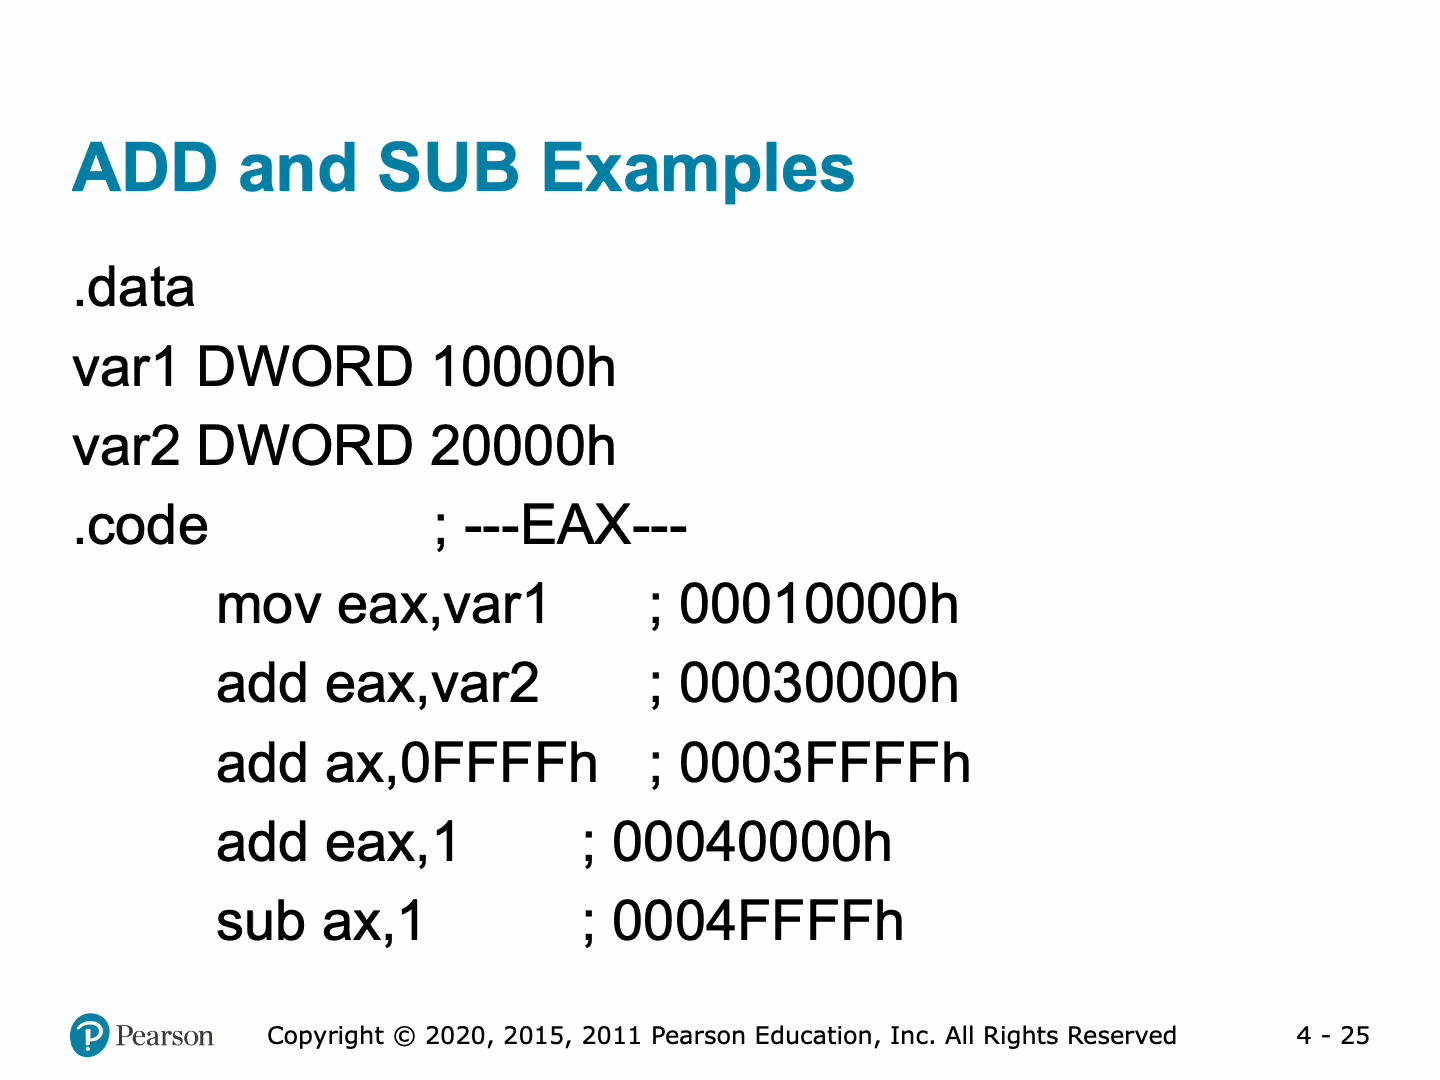 ADD and SUB Examples
.data
var1 DWORD 10000h
var2 DWORD 20000h
.code ; ---EAX---
mov eax,var1 ; 00010000h
add eax,var2 ; 00030000h
add ax,0FFFFh ; 0003FFFFh
add eax,1 ; 00040000h
sub ax,1 ; 0004FFFFh
Pearson Copyright © 2020, 2015, 2011 Pearson Education, Inc. All Rights Reserved 4 - 25